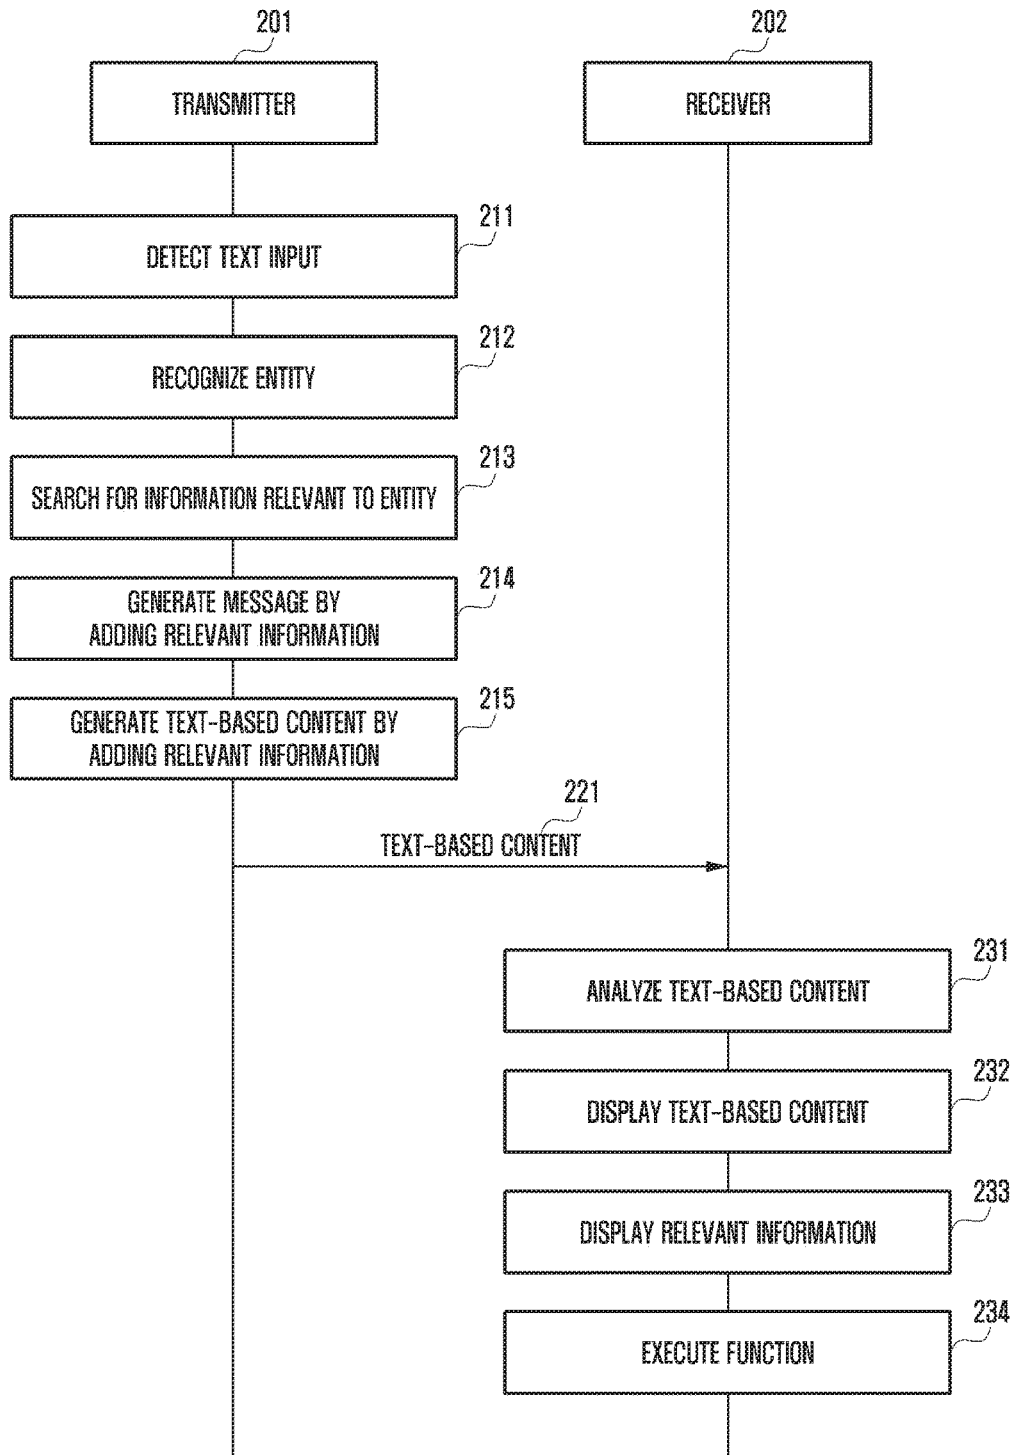 201
202
TRANSMITTER
RECEIVER
211
DETECT TEXT INPUT
212
RECOGNIZE ENTITY
213
SEARCH FOR INFORMATION RELEVANT TO ENTITY
214
GENERATE MESSAGE BY
ADDING RELEVANT INFORMATION
215
GENERATE TEXT-BASED CONTENT BY
ADDING RELEVANT INFORMATION
221
TEXT-BASED CONTENT
231
ANALYZE TEXT-BASED CONTENT
232
DISPLAY TEXT-BASED CONTENT
233
DISPLAY RELEVANT INFORMATION
234
EXECUTE FUNCTION